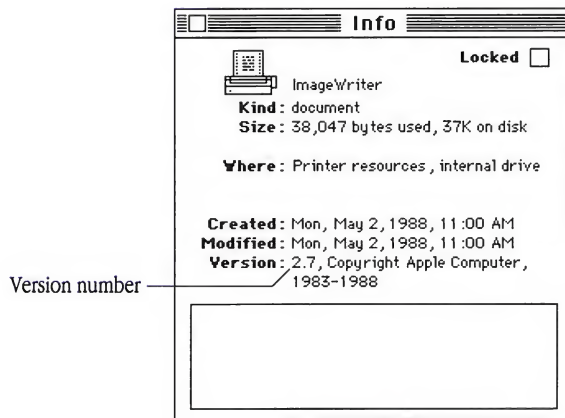 Info
Locked
ImageWriter
Kind: document
Size: 38,047 bytes used, 37K on disk
Where: Printer resources, internal drive
Created: Mon, May 2, 1988, 11:00 AM
Modified: Mon, May 2, 1988, 11:00 AM
Version: 2.7, Copyright Apple Computer,
1983-1988
Version number